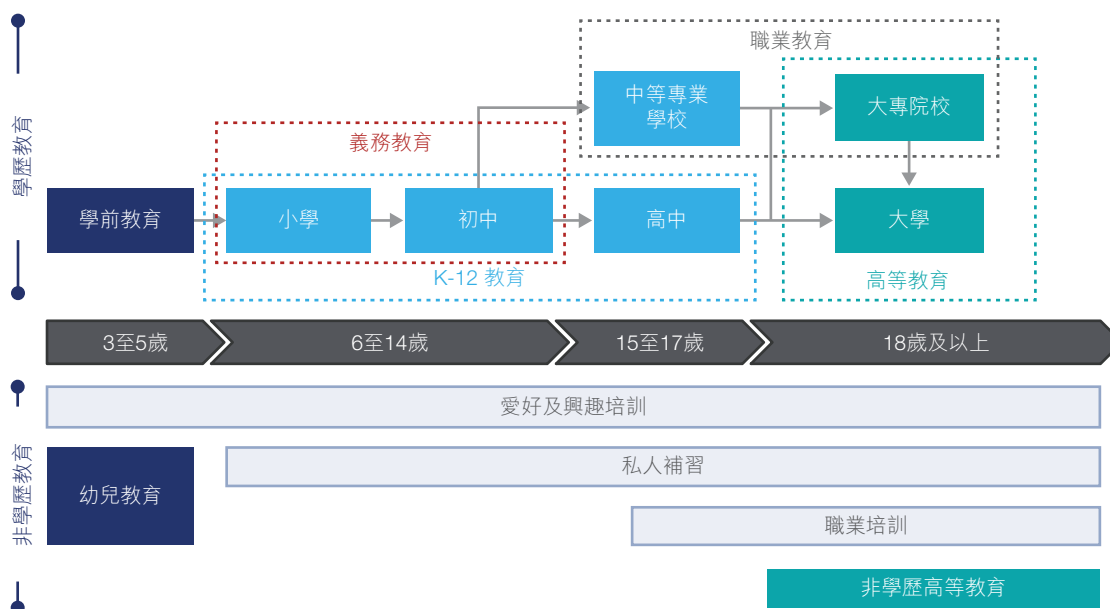 學歷教育
職業教育
中等專業
學校
大專院校
義務教育
學前教育
小學
初中
高中
大學
K-12 教育
高等教育
3至5歲
6至14歲
15至17歲
18歲及以上
非學歷教育
愛好及興趣培訓
幼兒教育
私人補習
職業培訓
非學歷高等教育